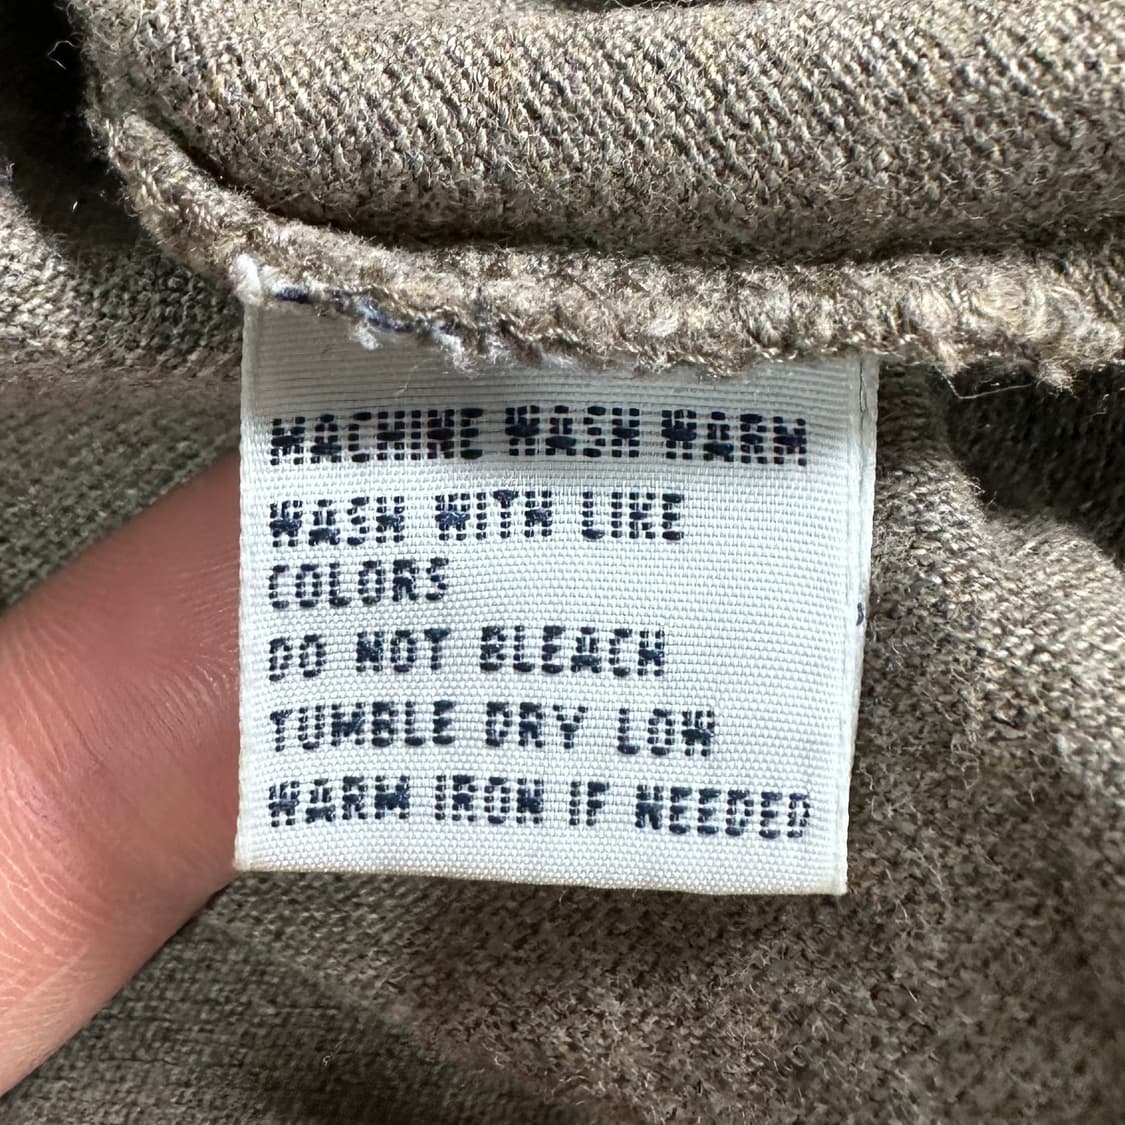 MACHINE WASH WARM
WASH WITH LIKE
COLORS
DO NOT BLEACH
TUMBLE DRY LOW
WARM IRON IF NEEDED